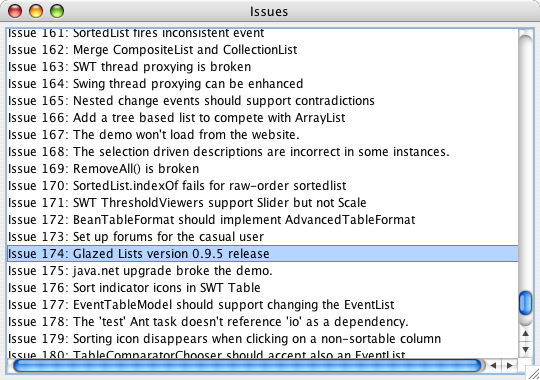 Issues
Issue 161: SortedList fires inconsistent event
Issue 162: Merge CompositeList and CollectionList
Issue 163: SWT thread proxying is broken
Issue 164: Swing thread proxying can be enhanced
Issue 165: Nested change events should support contradictions
Issue 166: Add a tree based list to compete with ArrayList
Issue 167: The demo won't load from the website.
Issue 168: The selection driven descriptions are incorrect in some instances.
Issue 169: RemoveAll() is broken
Issue 170: SortedList.indexOf fails for raw-order sortedlist
Issue 171: SWT ThresholdViewers support Slider but not Scale
Issue 172: BeanTableFormat should implement AdvancedTableFormat
Issue 173: Set up forums for the casual user
Issue 174: Glazed Lists version 0.9.5 release
Issue 175: java.net upgrade broke the demo.
Issue 176: Sort indicator icons in SWT Table
Issue 177: EventTableModel should support changing the EventList
Issue 178: The 'test' Ant task doesn't reference 'io' as a dependency.
Issue 179: Sorting icon disappears when clicking on a non-sortable column
Issue 180: TableComparatorChooser should accept also an EventList